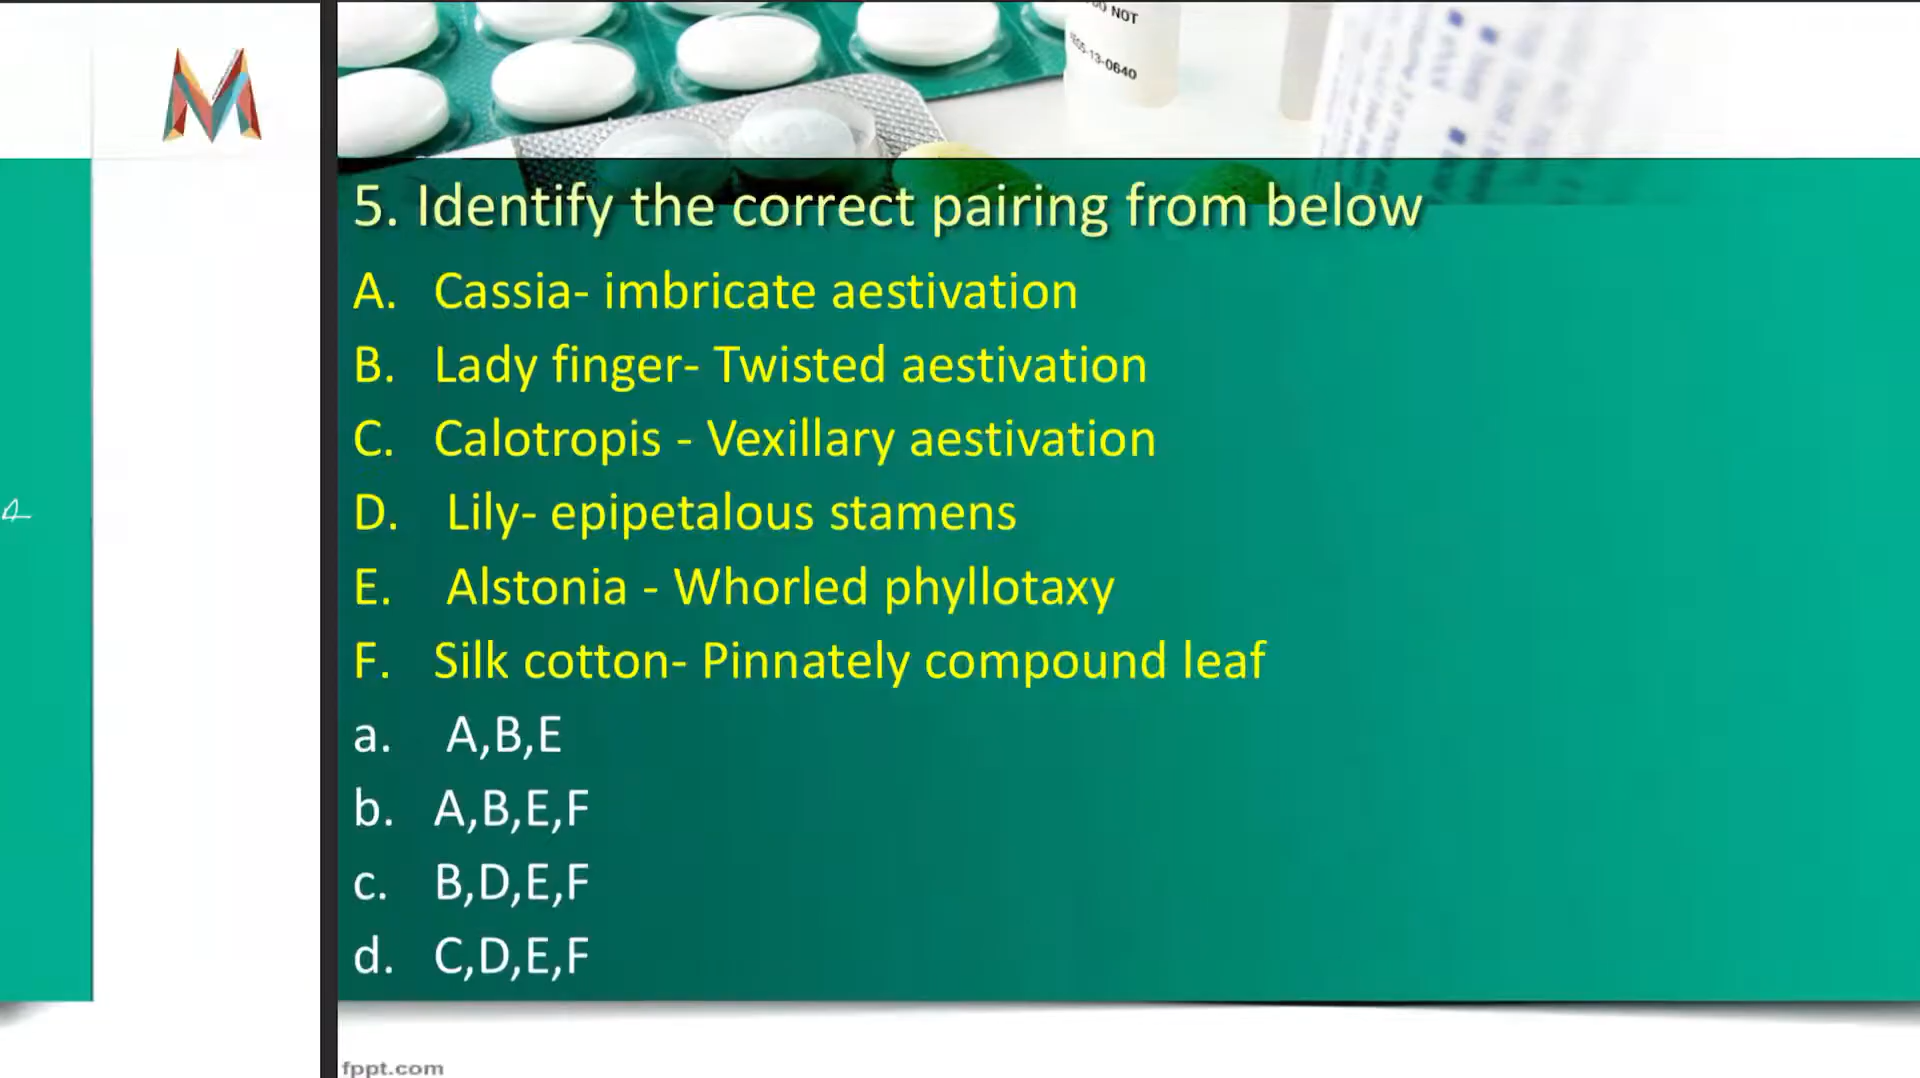 DO NOT
5. Identify the correct pairing from below
A. Cassia- imbricate aestivation
B. Lady finger- Twisted aestivation
C. Calotropis - Vexillary aestivation
D. Lily- epipetalous stamens
E. Alstonia - Whorled phyllotaxy
F. Silk cotton- Pinnately compound leaf
a. A,B,E
b. A,B,E,F
c. B,D,E,F
d. C,D,E,F
fppt.com